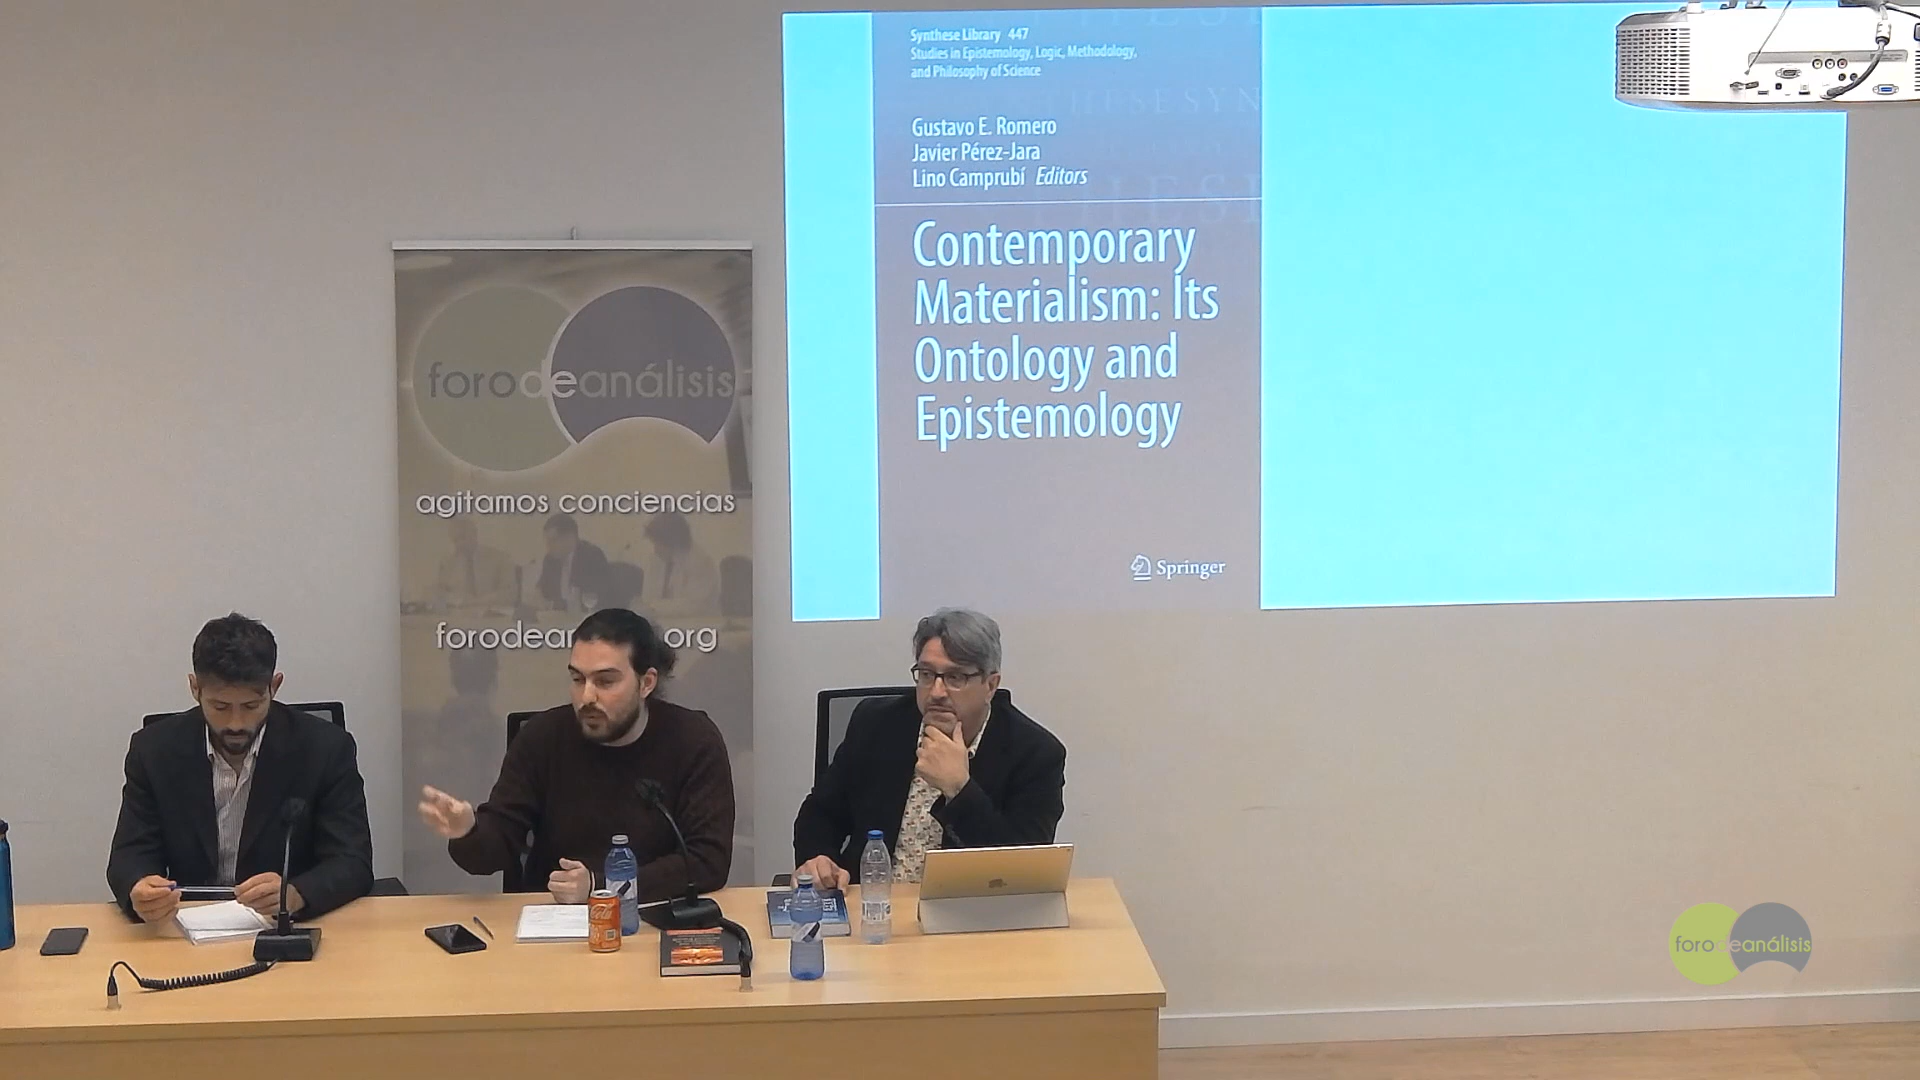 Synthese Library 447
Studies in Epistemology, Logic, Methodology,
and Philosophy of Science
Gustavo E. Romero
Javier Pérez-Jara
Lino Camprubí Editors
Contemporary
Materialism: Its
Ontology and
Epistemology
Springer
forodeanálisis
agitamos conciencias
org
forodeanálisis